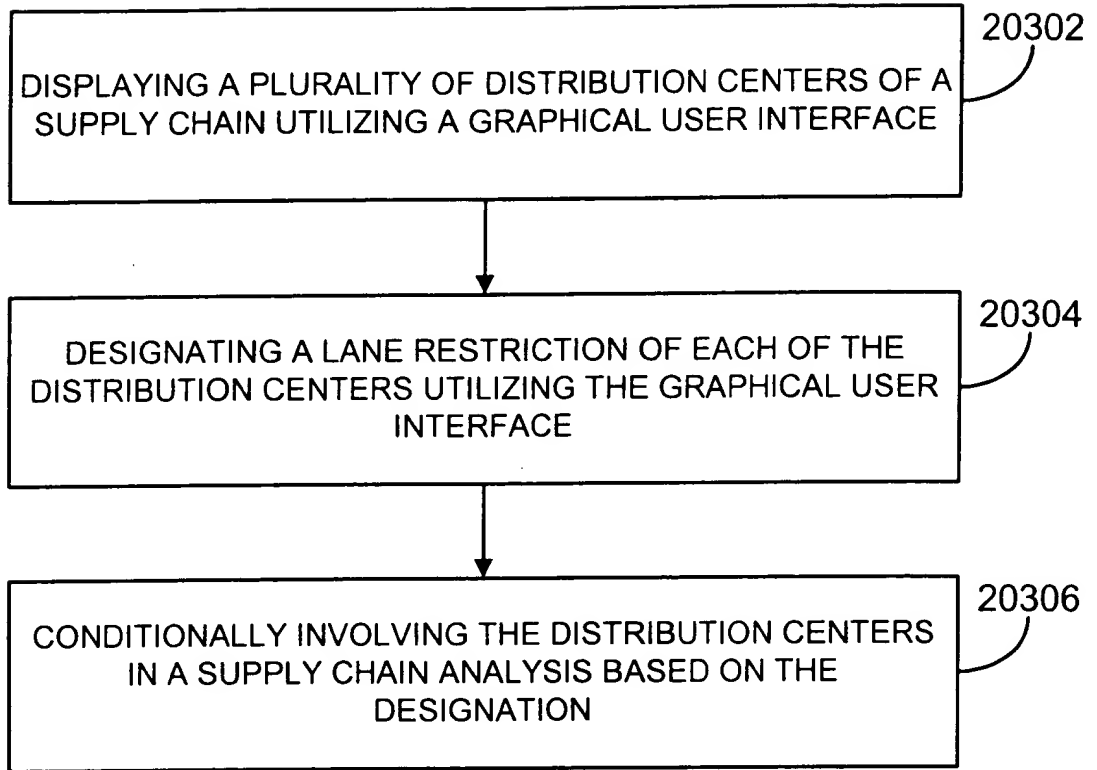 20302
DISPLAYING A PLURALITY OF DISTRIBUTION CENTERS OF A
SUPPLY CHAIN UTILIZING A GRAPHICAL USER INTERFACE
20304
DESIGNATING A LANE RESTRICTION OF EACH OF THE
DISTRIBUTION CENTERS UTILIZING THE GRAPHICAL USER
INTERFACE
20306
CONDITIONALLY INVOLVING THE DISTRIBUTION CENTERS
IN A SUPPLY CHAIN ANALYSIS BASED ON THE
DESIGNATION